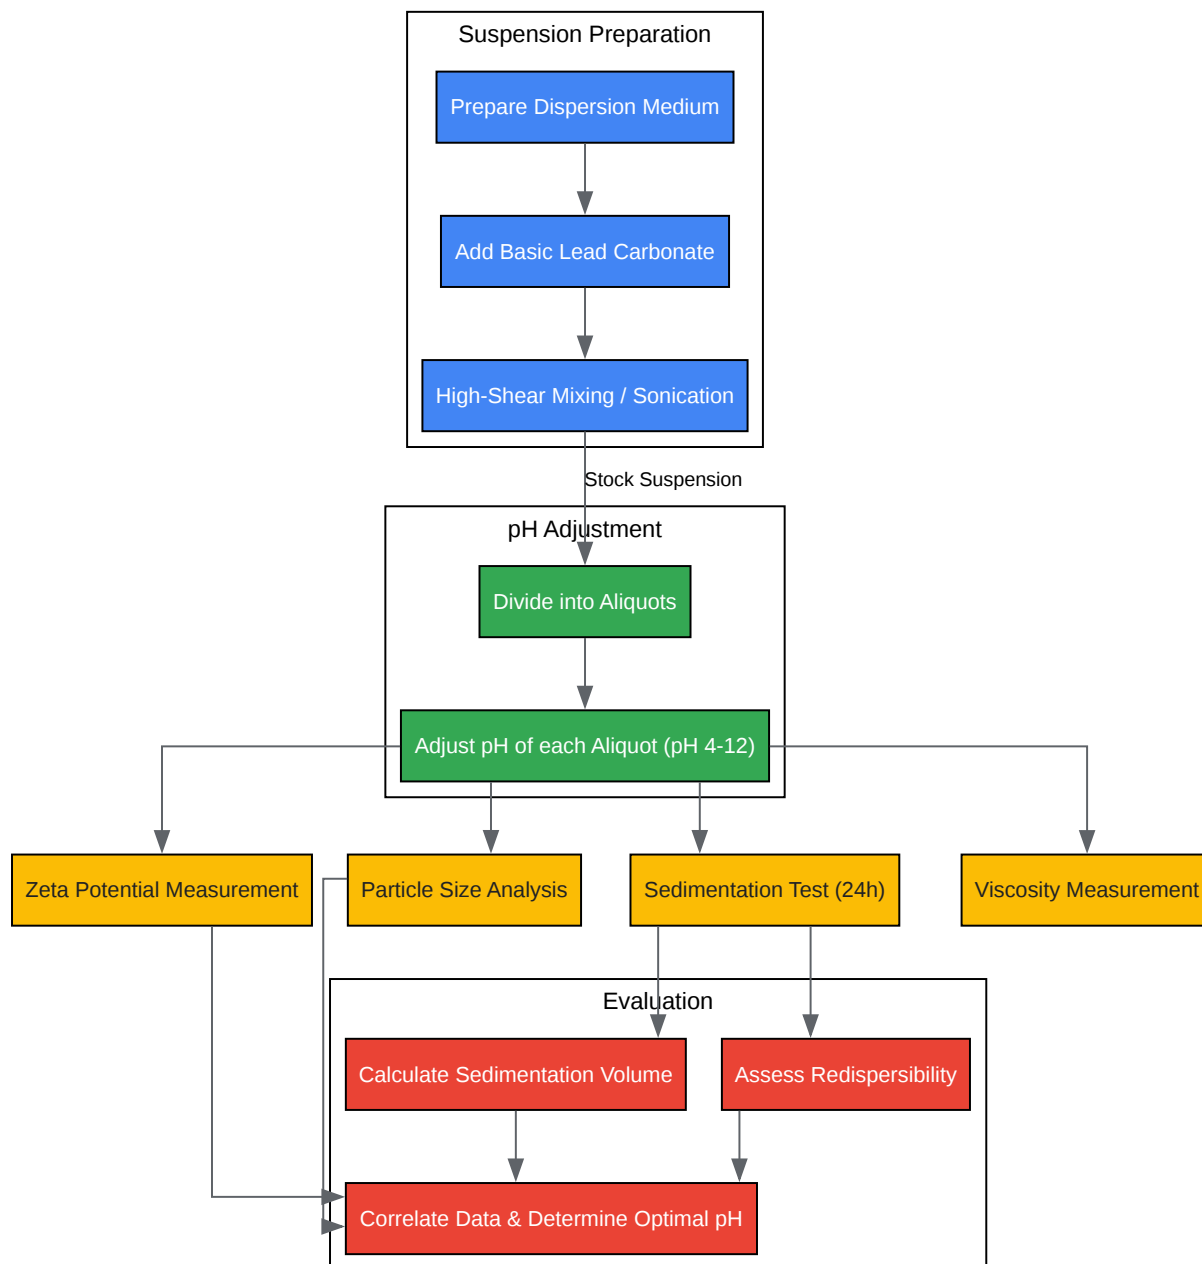 Suspension Preparation
Prepare Dispersion Medium
Add Basic Lead Carbonate
High-Shear Mixing / Sonication
Stock Suspension
pH Adjustment
Divide into Aliquots
Adjust pH of each Aliquot (pH 4-12)
Zeta Potential Measurement
Particle Size Analysis
Sedimentation Test (24h)
Viscosity Measurement
Evaluation
Calculate Sedimentation Volume
Assess Redispersibility
Correlate Data & Determine Optimal pH